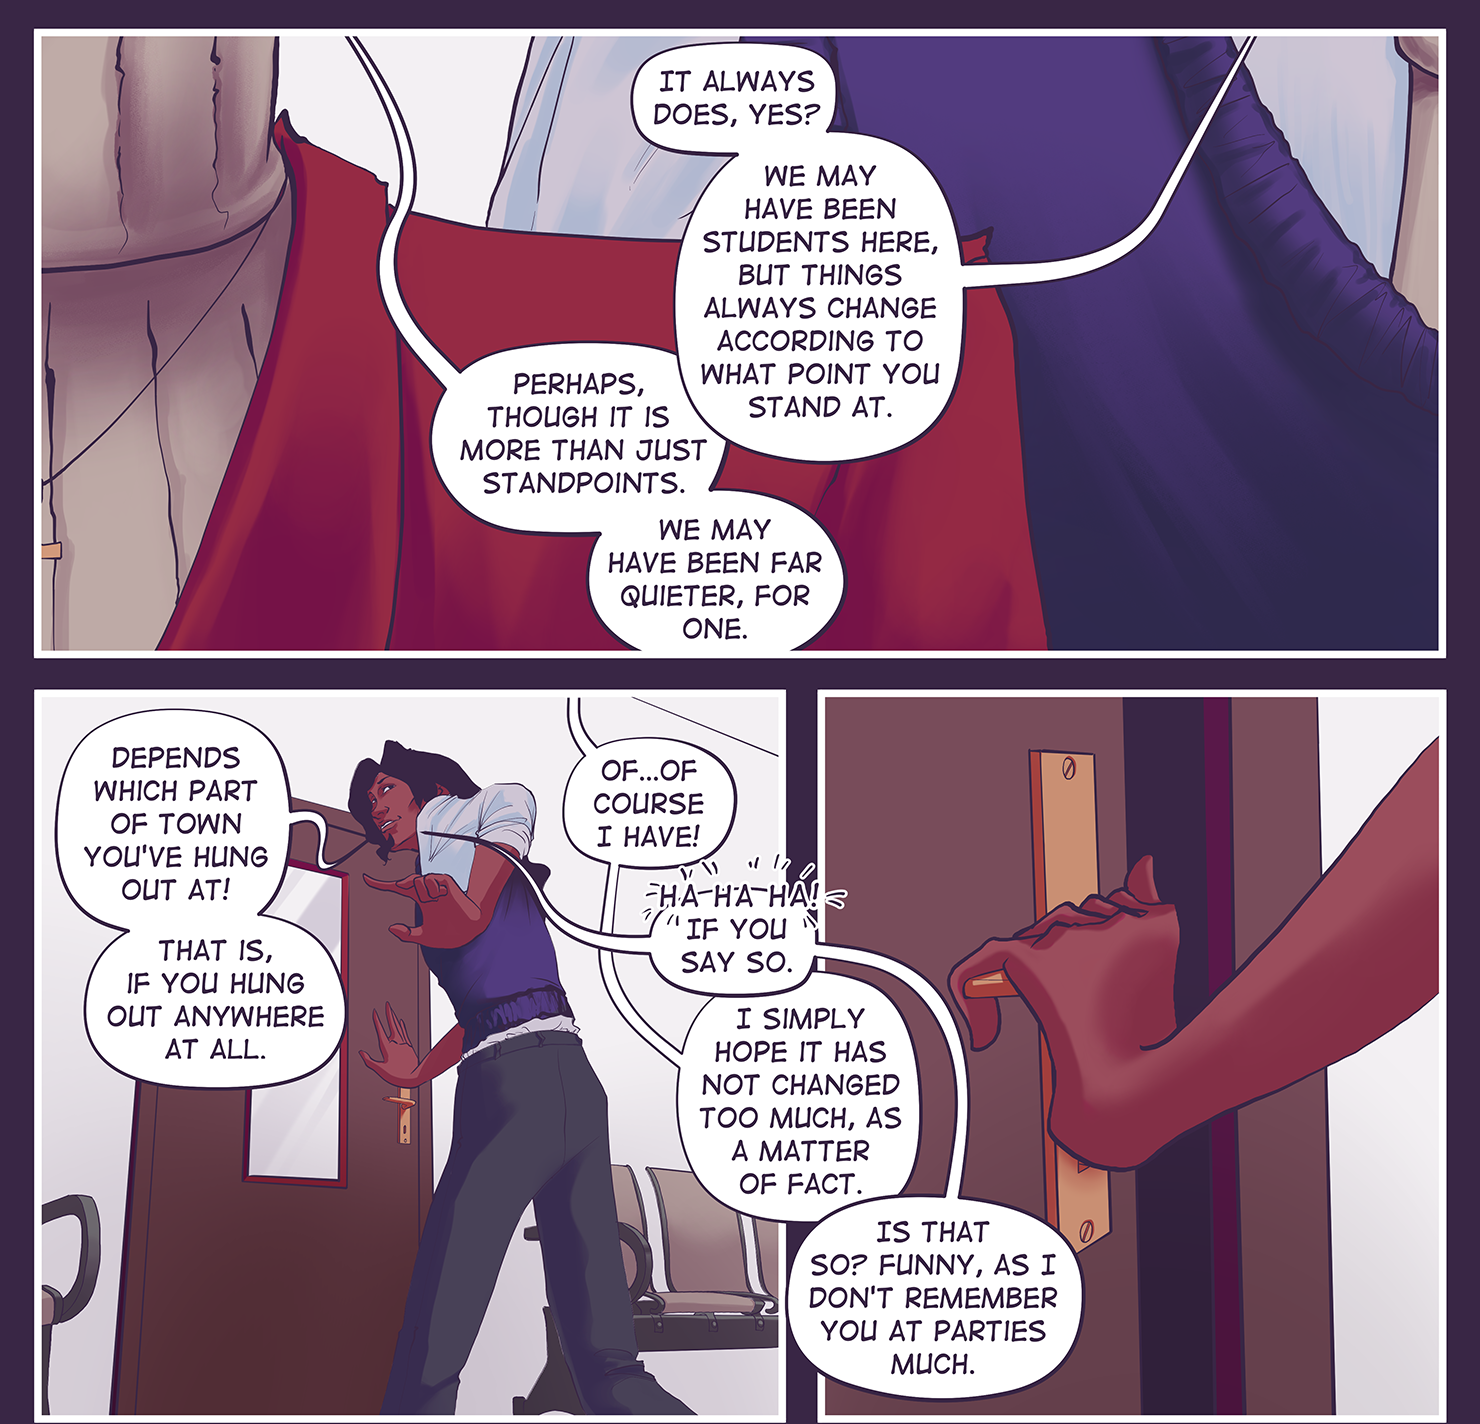 IT ALWAYS
DOES, YES?
WE MAY
HAVE BEEN
STUDENTS HERE,
BUT THINGS
ALWAYS CHANGE
ACCORDING TO
WHAT POINT YOU
STAND AT.
PERHAPS,
THOUGH IT IS
MORE THAN JUST
STANDPOINTS.
WE MAY
HAVE BEEN FAR
QUIETER, FOR
ONE.
DEPENDS
WHICH PART
OF TOWN
YOU'VE HUNG
OUT AT!
THAT IS,
IF YOU HUNG
OUT ANYWHERE
AT ALL.
OF...OF
COURSE
I HAVE!
HA-HA-HA!
IF YOU
SAY SO.
I SIMPLY
HOPE IT HAS
NOT CHANGED
TOO MUCH, AS
A MATTER
OF FACT.
IS THAT
SO? FUNNY, AS I
DON'T REMEMBER
YOU AT PARTIES
MUCH.